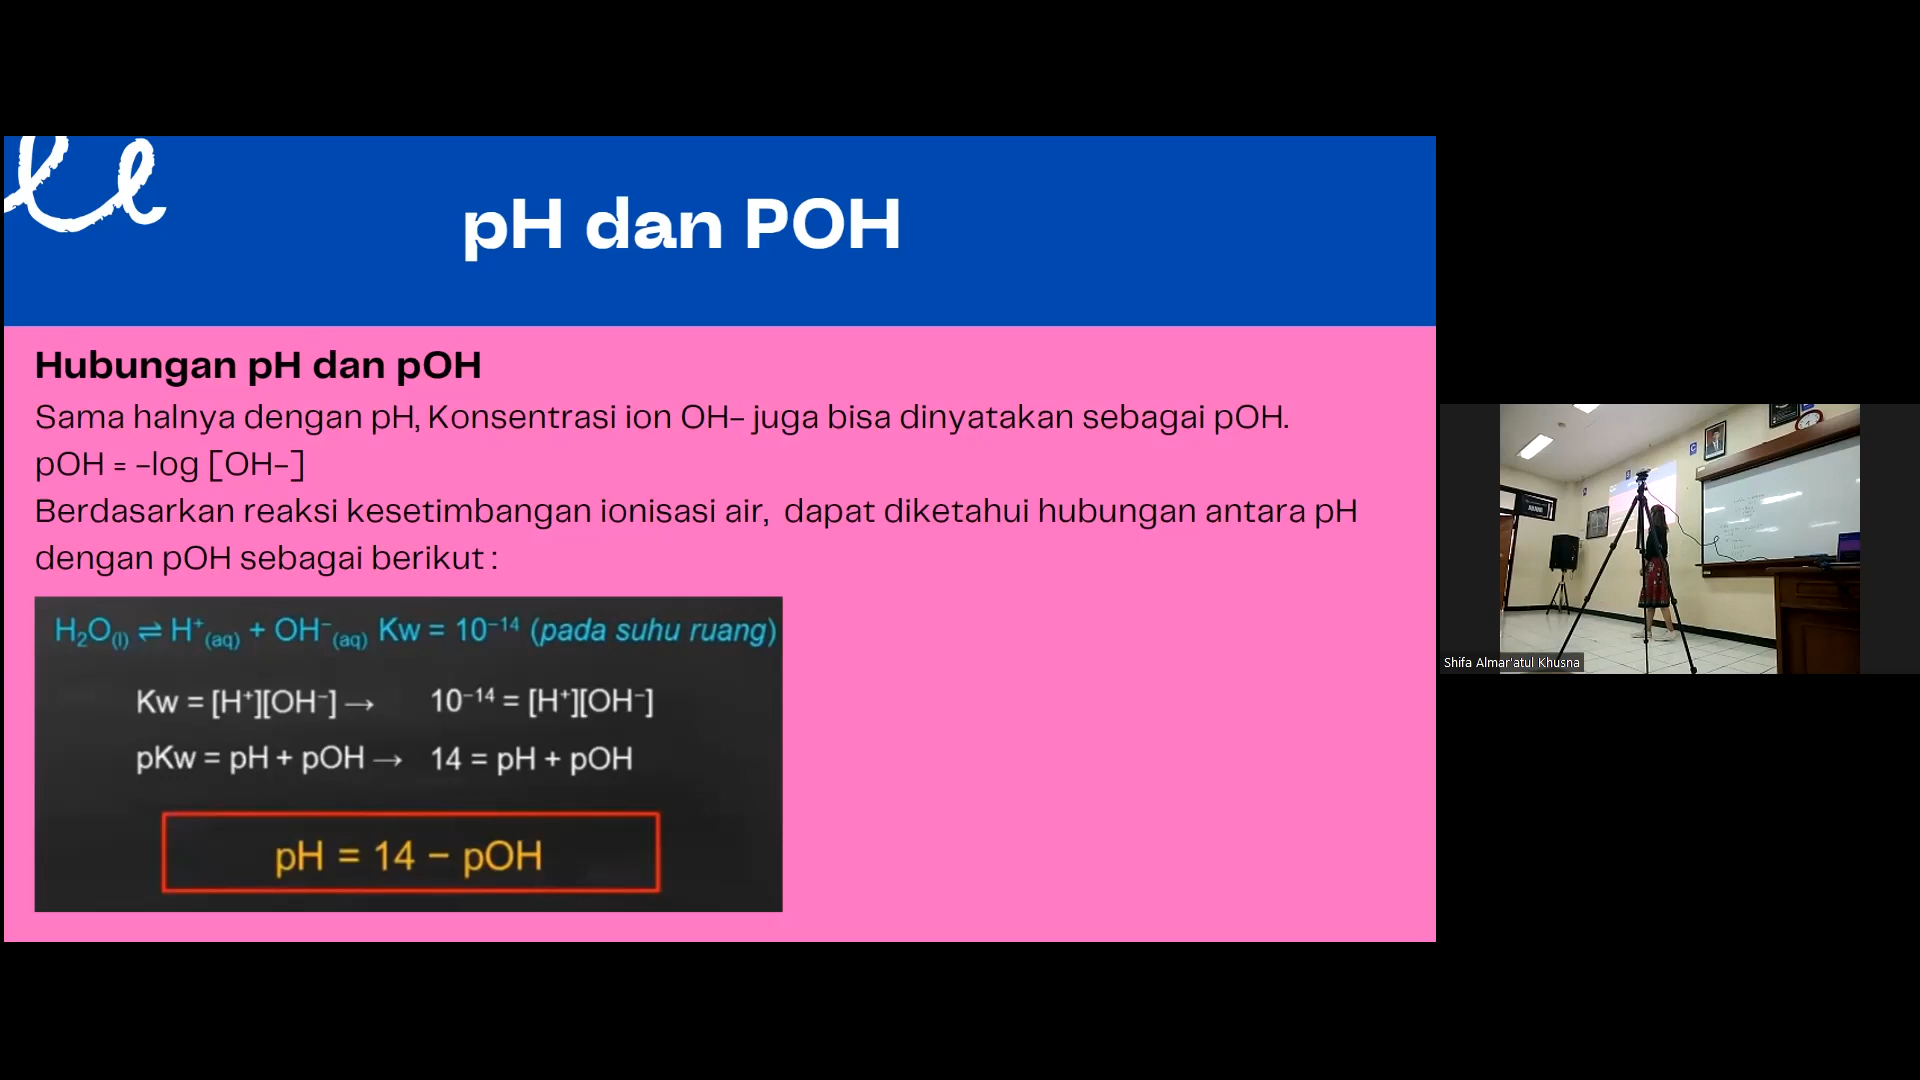 pH dan POH
Hubungan pH dan pOH
Sama halnya dengan pH, Konsentrasi ion OH- juga bisa dinyatakan sebagai pOH.
pOH = -log [OH-]
Berdasarkan reaksi kesetimbangan ionisasi air, dapat diketahui hubungan antara pH
dengan pOH sebagai berikut :
H₂O₍ₗ₎ ⇌ H⁺(aq) + OH⁻(aq) Kw = 10⁻¹⁴ (pada suhu ruang)
Kw = [H⁺][OH⁻] → 10⁻¹⁴ = [H⁺][OH⁻]
pKw = pH + pOH → 14 = pH + pOH
pH = 14 − pOH
Shifa Almar'atul Khusna